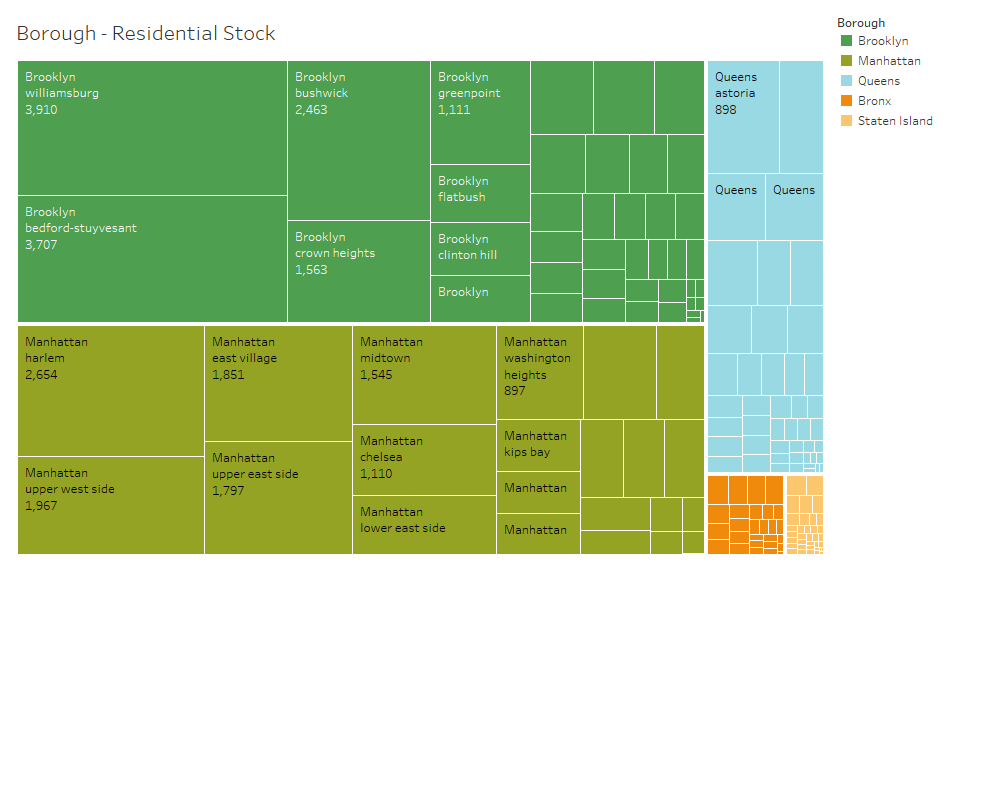 Borough - Residential Stock
Borough
Brooklyn
Manhattan
Queens
Bronx
Staten Island
Brooklyn
williamsburg
3,910
Brooklyn
bedford-stuyvesant
3,707
Brooklyn
bushwick
2,463
Brooklyn
crown heights
1,563
Brooklyn
greenpoint
1,111
Brooklyn
flatbush
Brooklyn
clinton hill
Brooklyn
Manhattan
harlem
2,654
Manhattan
upper west side
1,967
Manhattan
east village
1,851
Manhattan
upper east side
1,797
Manhattan
midtown
1,545
Manhattan
chelsea
1,110
Manhattan
lower east side
Manhattan
washington
heights
897
Manhattan
kips bay
Manhattan
Manhattan
Queens
astoria
898
Queens
Queens